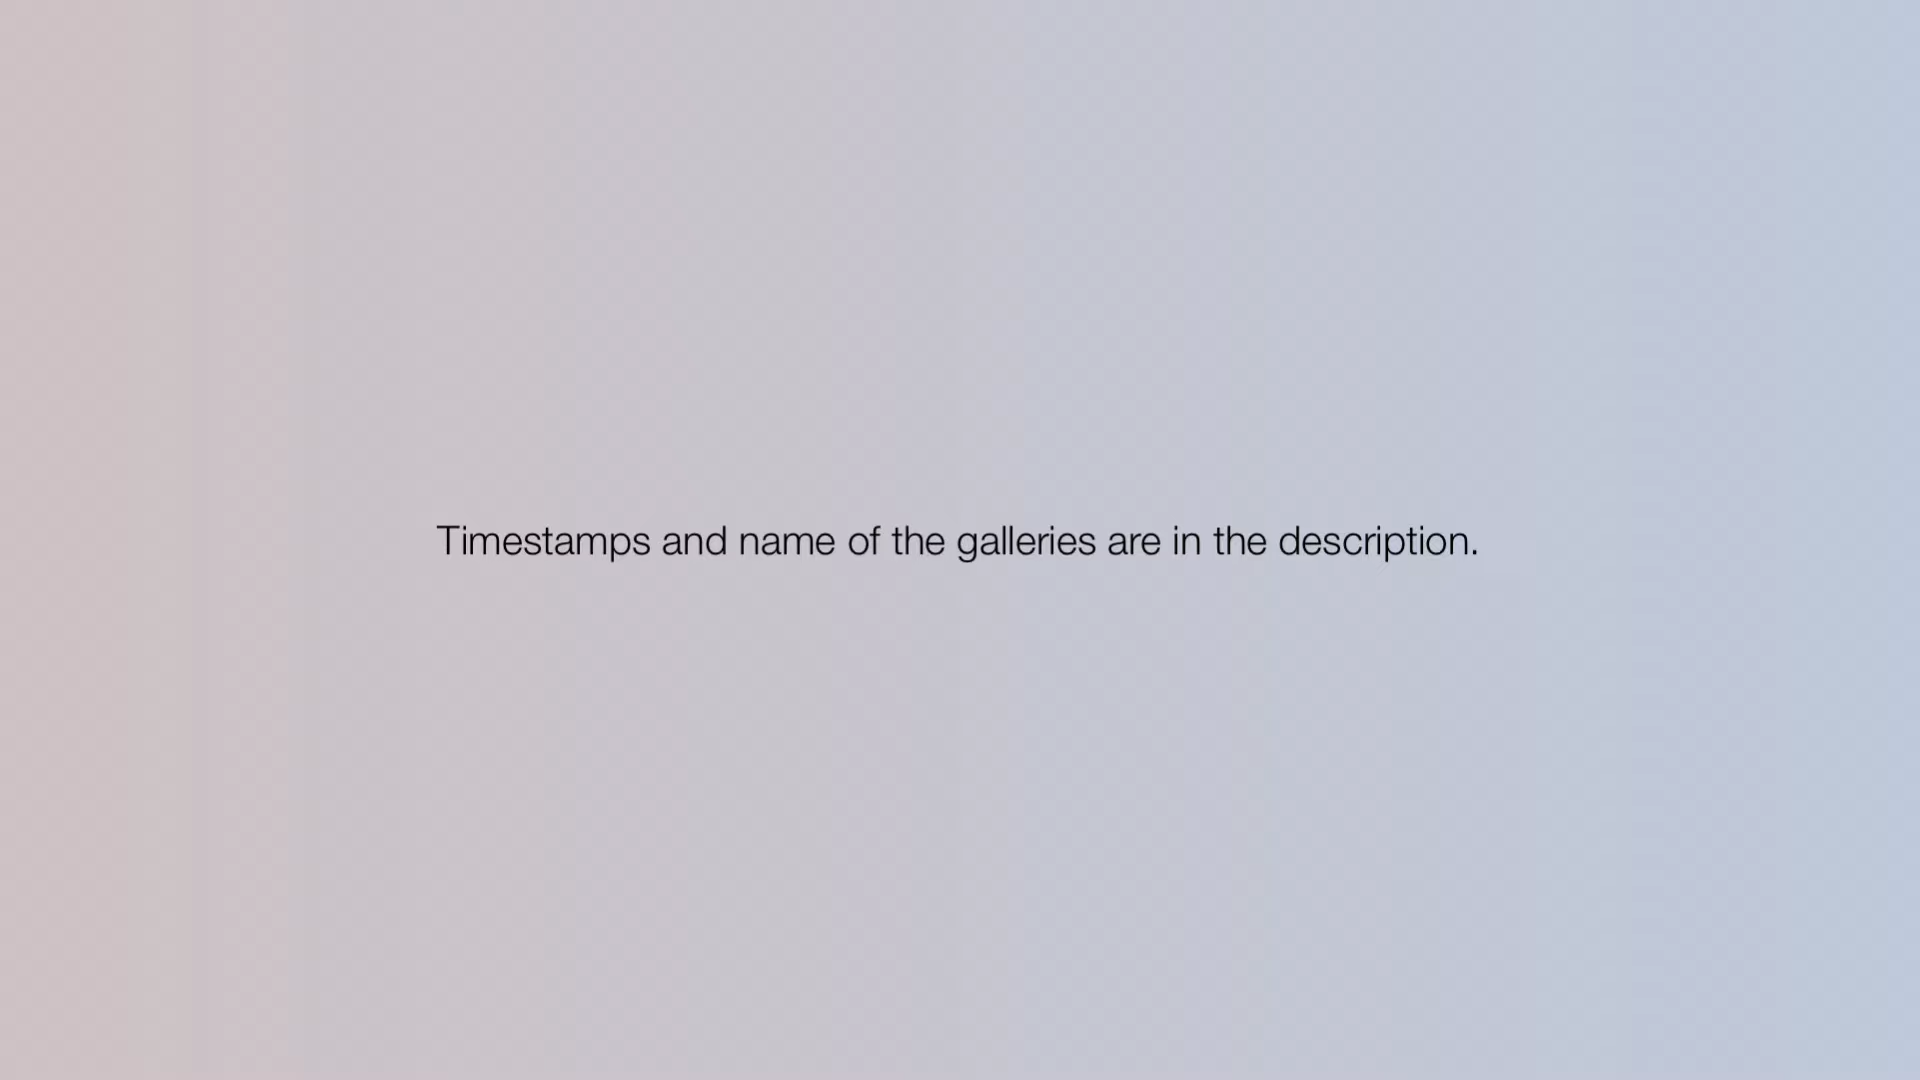 Timestamps and name of the galleries are in the description.